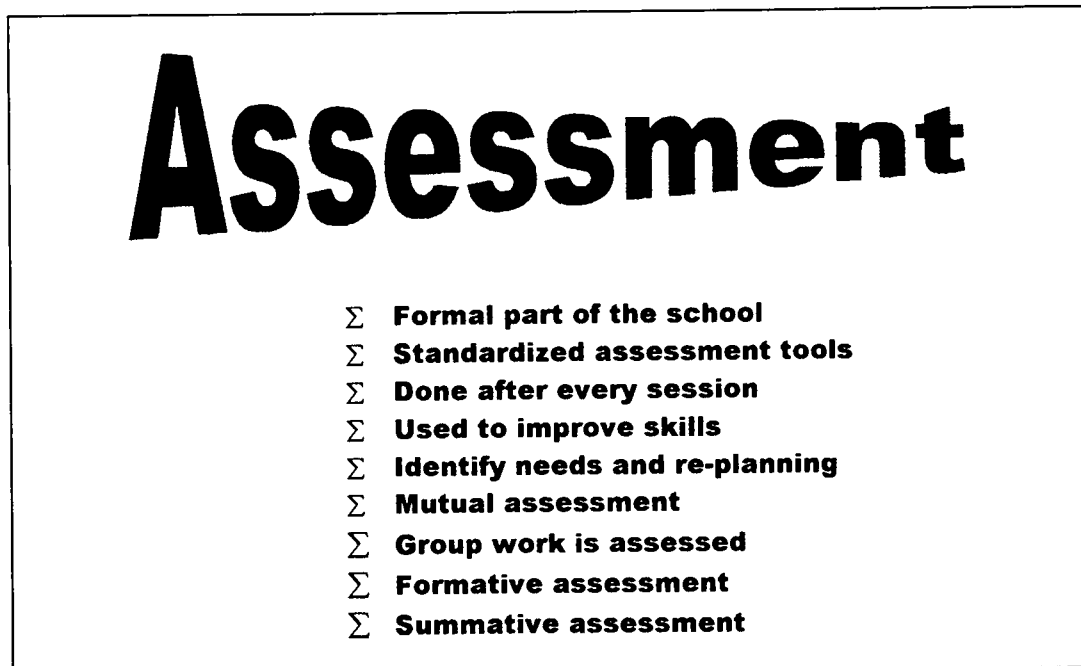 Assessment
Σ Formal part of the school
Σ Standardized assessment tools
Σ Done after every session
Σ Used to improve skills
Σ Identify needs and re-planning
Σ Mutual assessment
Σ Group work is assessed
Σ Formative assessment
Σ Summative assessment